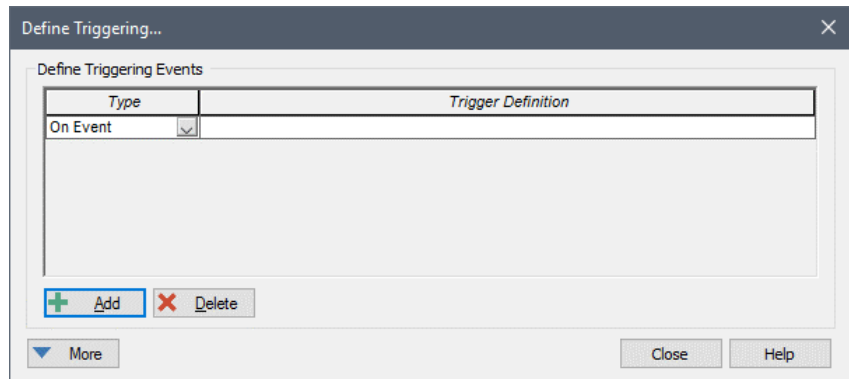 Define Triggering...
Define Triggering Events
Type Trigger Definition
On Event
Add Delete
More Close Help